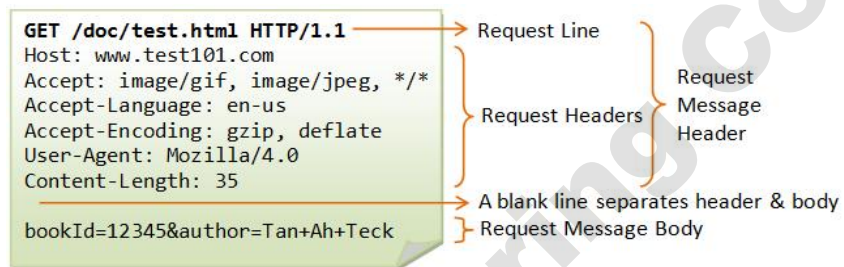 GET /doc/test.html HTTP/1.1
Host: www.test101.com
Accept: image/gif, image/jpeg, */*
Accept-Language: en-us
Accept-Encoding: gzip, deflate
User-Agent: Mozilla/4.0
Content-Length: 35
bookId=12345&author=Tan+Ah+Teck
Request Line
Request Headers
Request
Message
Header
A blank line separates header & body
Request Message Body
ring Co